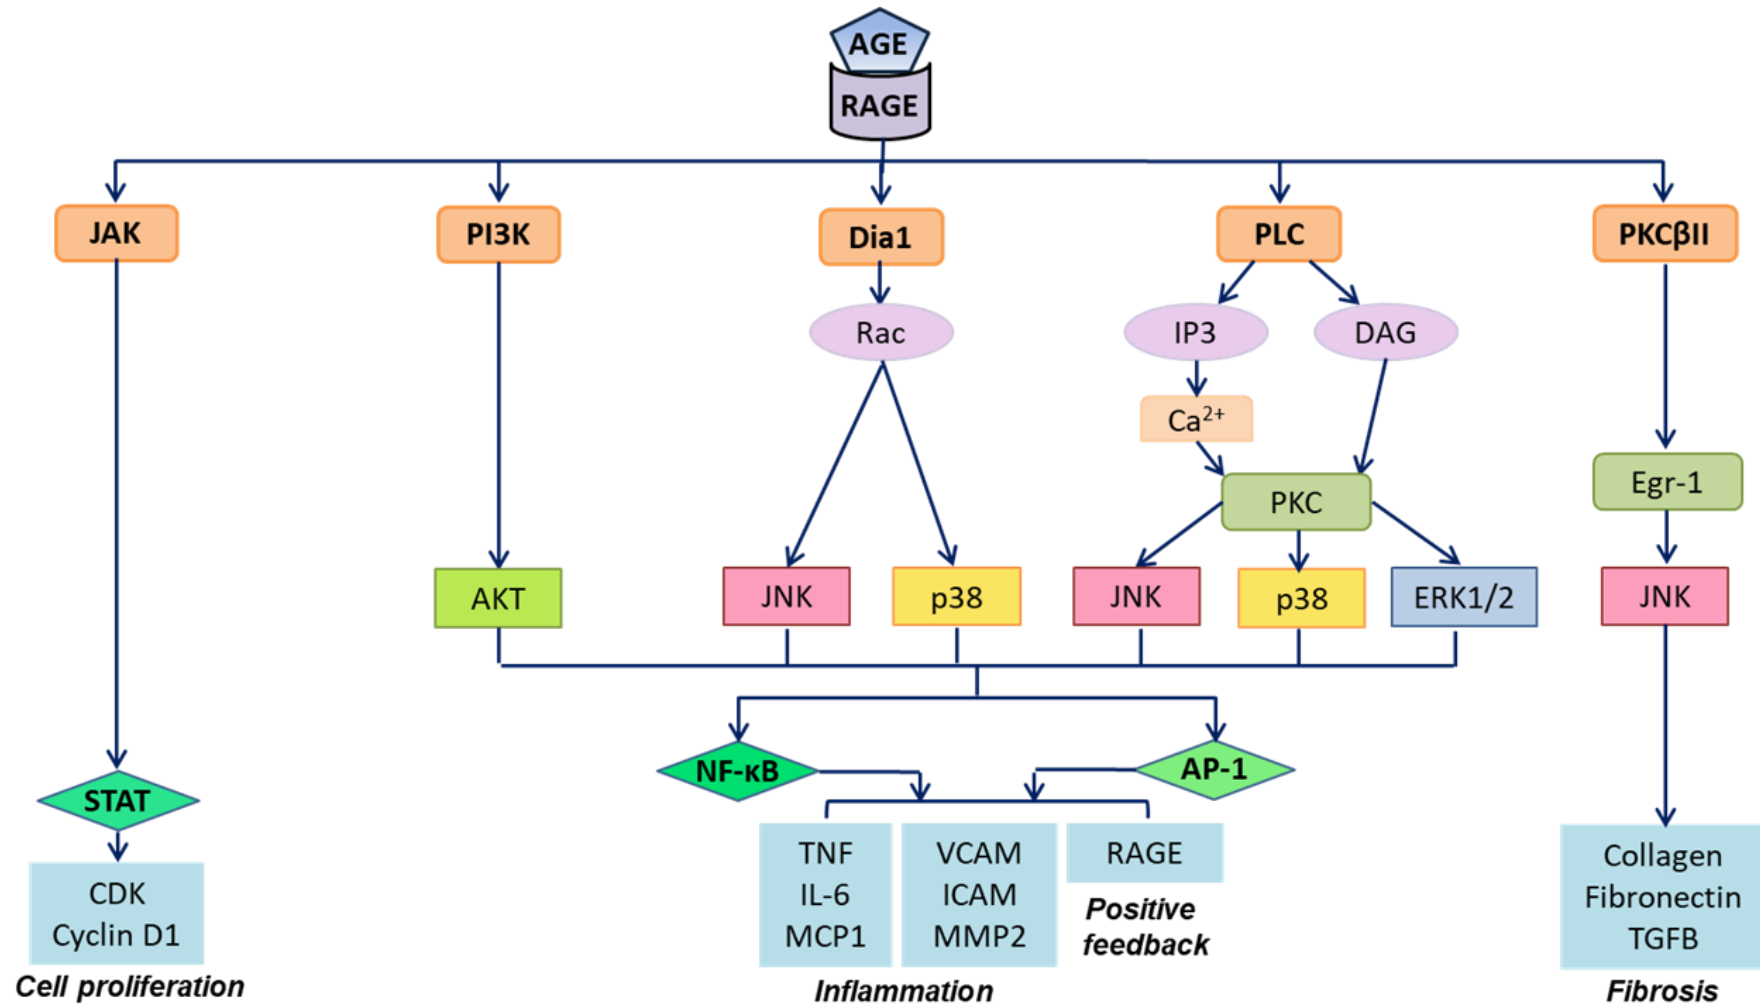 AGE
RAGE
JAK
PI3K
Dia1
PLC
PKCβII
Rac
IP3
DAG
Ca²⁺
Egr-1
PKC
AKT
JNK
p38
JNK
p38
ERK1/2
JNK
NF-κB
AP-1
STAT
CDK
Cyclin D1
Cell proliferation
TNF
IL-6
MCP1
VCAM
ICAM
MMP2
Inflammation
RAGE
Positive
feedback
Collagen
Fibronectin
TGFB
Fibrosis